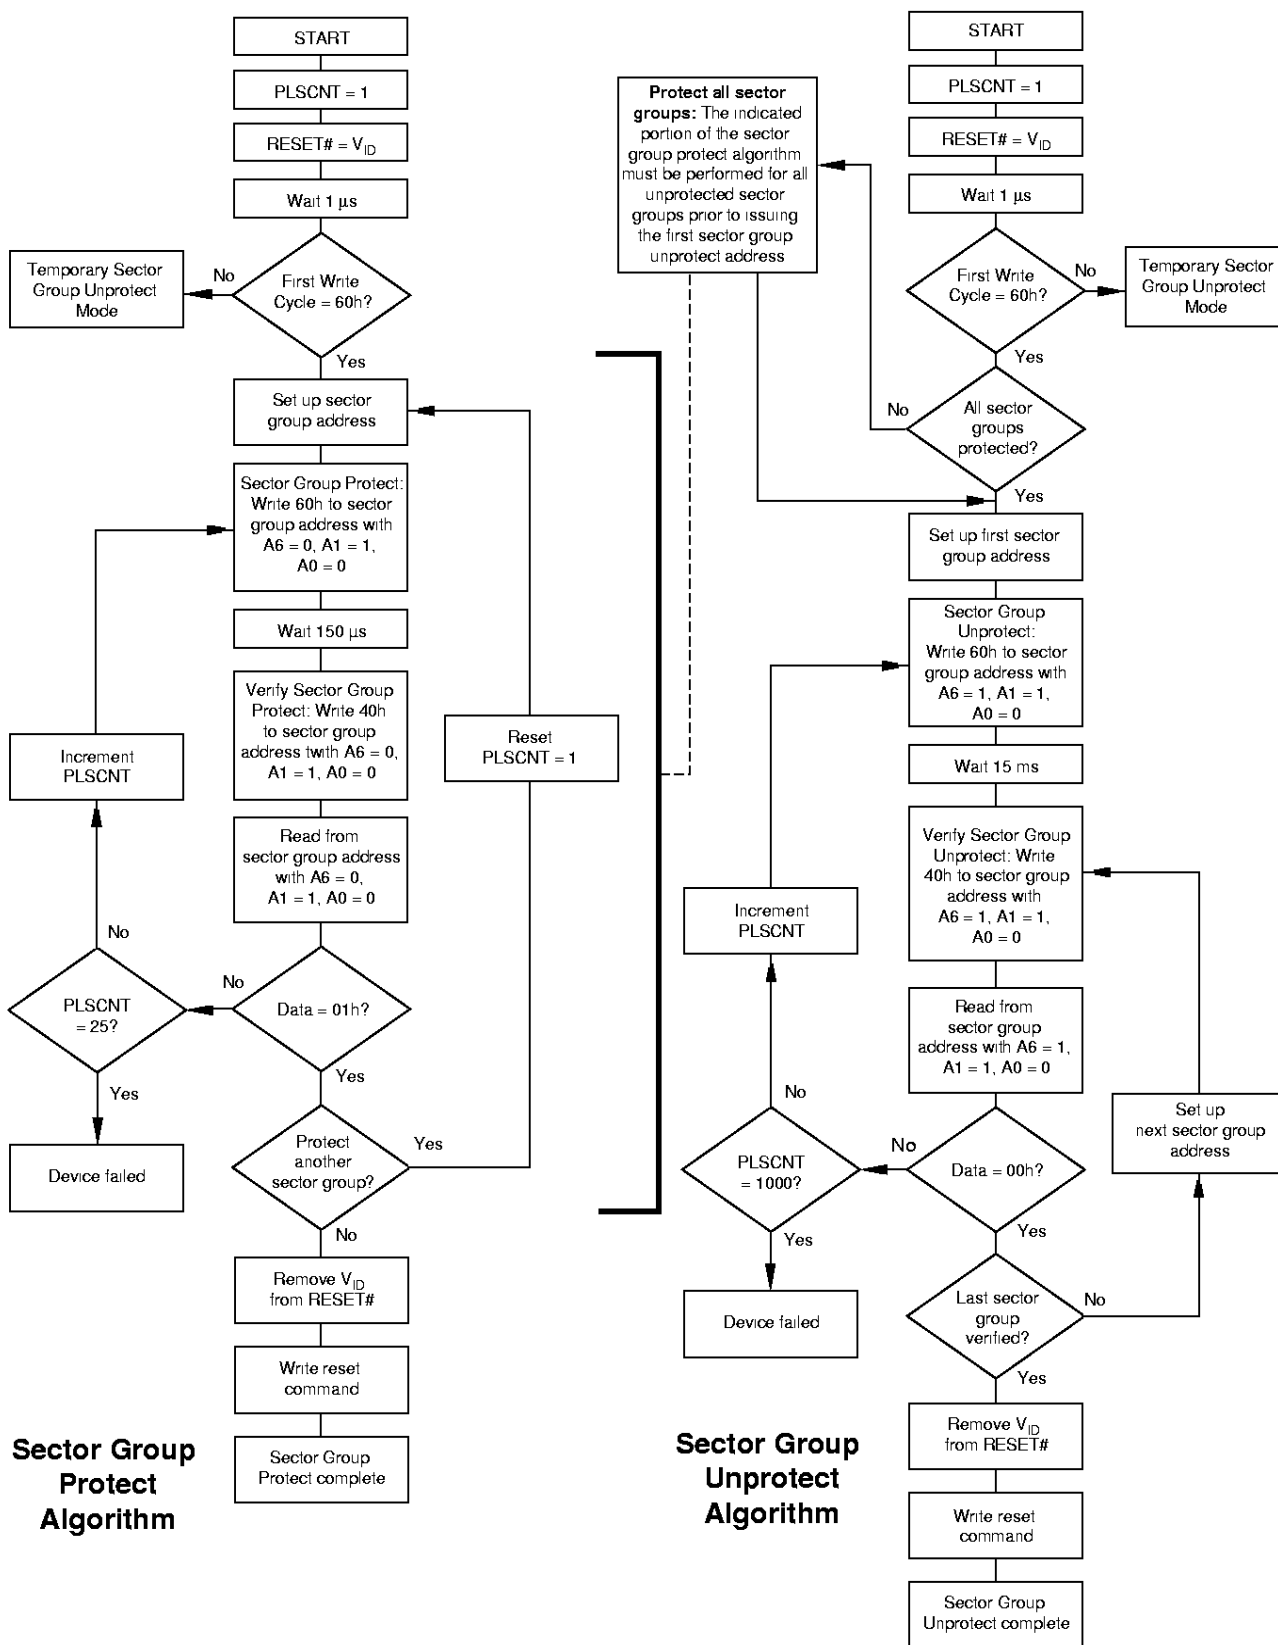 START
PLSCNT = 1
RESET# = VID
Wait 1 µs
First Write
Cycle = 60h?
No
Temporary Sector
Group Unprotect
Mode
Yes
Set up sector
group address
Sector Group Protect:
Write 60h to sector
group address with
A6 = 0, A1 = 1,
A0 = 0
Wait 150 µs
Verify Sector Group
Protect: Write 40h
to sector group
address twith A6 = 0,
A1 = 1, A0 = 0
Reset
PLSCNT = 1
Increment
PLSCNT
Read from
sector group address
with A6 = 0,
A1 = 1, A0 = 0
No
No
PLSCNT
= 25?
Data = 01h?
Yes
Yes
Device failed
Protect
another
sector group?
Yes
No
Remove VID
from RESET#
Write reset
command
Sector Group
Protect complete
Sector Group
Protect
Algorithm
START
PLSCNT = 1
RESET# = VID
Wait 1 µs
Protect all sector
groups: The indicated
portion of the sector
group protect algorithm
must be performed for all
unprotected sector
groups prior to issuing
the first sector group
unprotect address
First Write
Cycle = 60h?
No
Temporary Sector
Group Unprotect
Mode
Yes
No
All sector
groups
protected?
Yes
Set up first sector
group address
Sector Group
Unprotect:
Write 60h to sector
group address with
A6 = 1, A1 = 1,
A0 = 0
Wait 15 ms
Verify Sector Group
Unprotect: Write
40h to sector group
address with
A6 = 1, A1 = 1,
A0 = 0
Increment
PLSCNT
Read from
sector group
address with A6 = 1,
A1 = 1, A0 = 0
No
No
Set up
next sector group
address
PLSCNT
= 1000?
Data = 00h?
Yes
Yes
Device failed
Last sector
group
verified?
No
Yes
Remove VID
from RESET#
Write reset
command
Sector Group
Unprotect complete
Sector Group
Unprotect
Algorithm